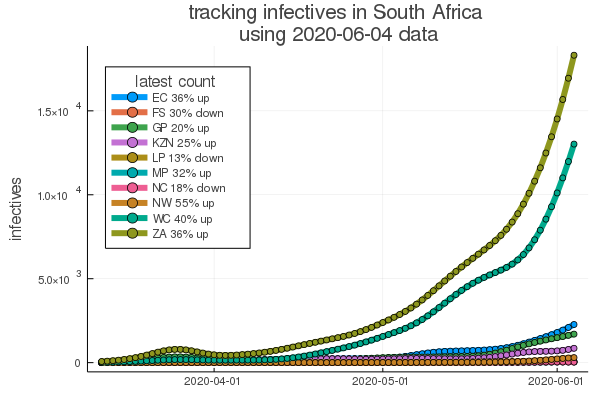 tracking infectives in South Africa
using 2020-06-04 data
latest count
EC 36% up
FS 30% down
GP 20% up
KZN 25% up
LP 13% down
MP 32% up
NC 18% down
NW 55% up
WC 40% up
ZA 36% up
infectives
1.5×10⁴
1.0×10⁴
5.0×10³
0
2020-04-01
2020-05-01
2020-06-01